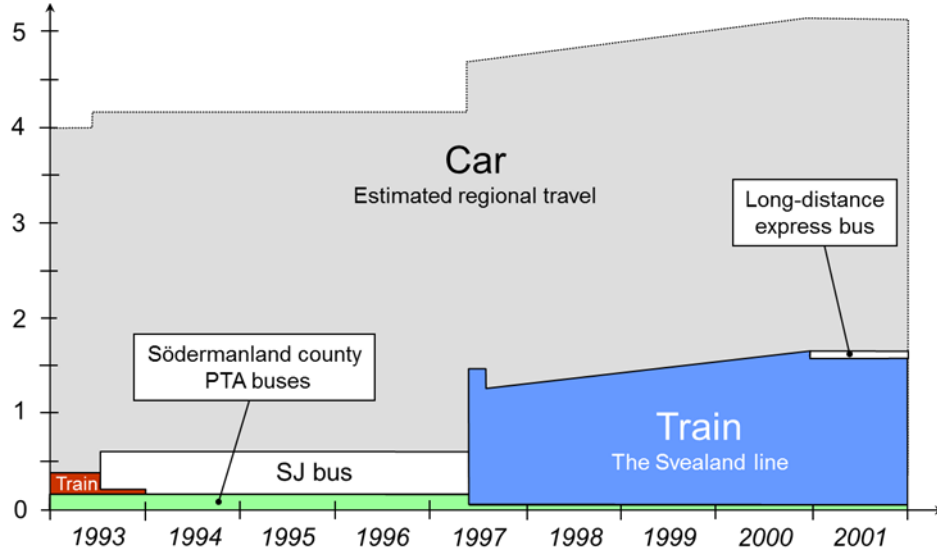 5
4
3
2
1
0
Car
Estimated regional travel
Long-distance
express bus
Södermanland county
PTA buses
Train
SJ bus
Train
The Svealand line
1993 1994 1995 1996 1997 1998 1999 2000 2001